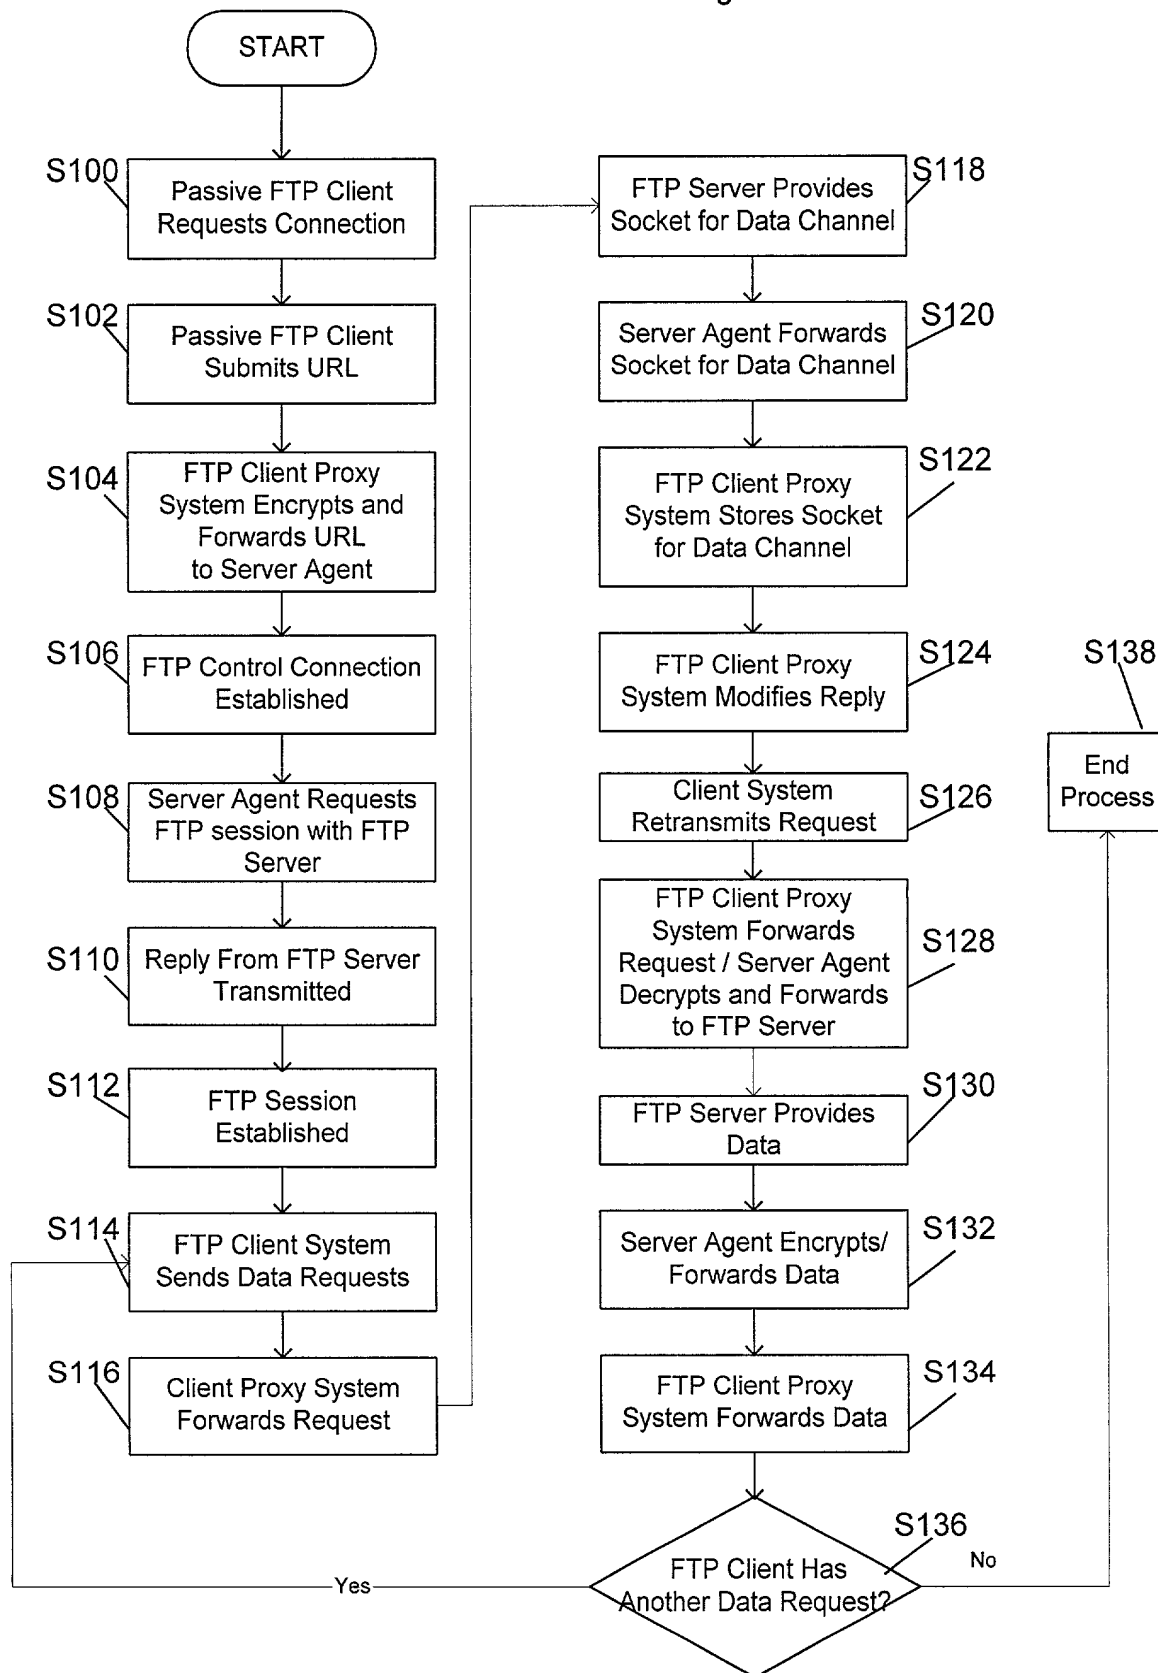 START
S100
Passive FTP Client
Requests Connection
S102
Passive FTP Client
Submits URL
S104
FTP Client Proxy
System Encrypts and
Forwards URL
to Server Agent
S106
FTP Control Connection
Established
S108
Server Agent Requests
FTP session with FTP
Server
S110
Reply From FTP Server
Transmitted
S112
FTP Session
Established
S114
FTP Client System
Sends Data Requests
S116
Client Proxy System
Forwards Request
S118
FTP Server Provides
Socket for Data Channel
S120
Server Agent Forwards
Socket for Data Channel
S122
FTP Client Proxy
System Stores Socket
for Data Channel
S124
FTP Client Proxy
System Modifies Reply
S126
Client System
Retransmits Request
S128
FTP Client Proxy
System Forwards
Request / Server Agent
Decrypts and Forwards
to FTP Server
S130
FTP Server Provides
Data
S132
Server Agent Encrypts/
Forwards Data
S134
FTP Client Proxy
System Forwards Data
S136
FTP Client Has
Another Data Request?
Yes
No
S138
End
Process